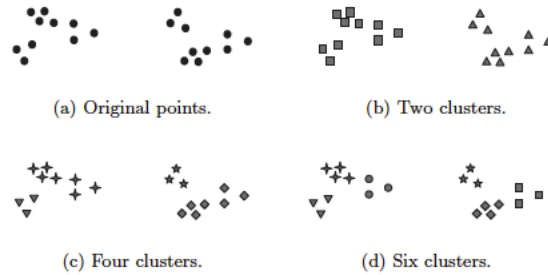 (a) Original points.
(b) Two clusters.
(c) Four clusters.
(d) Six clusters.